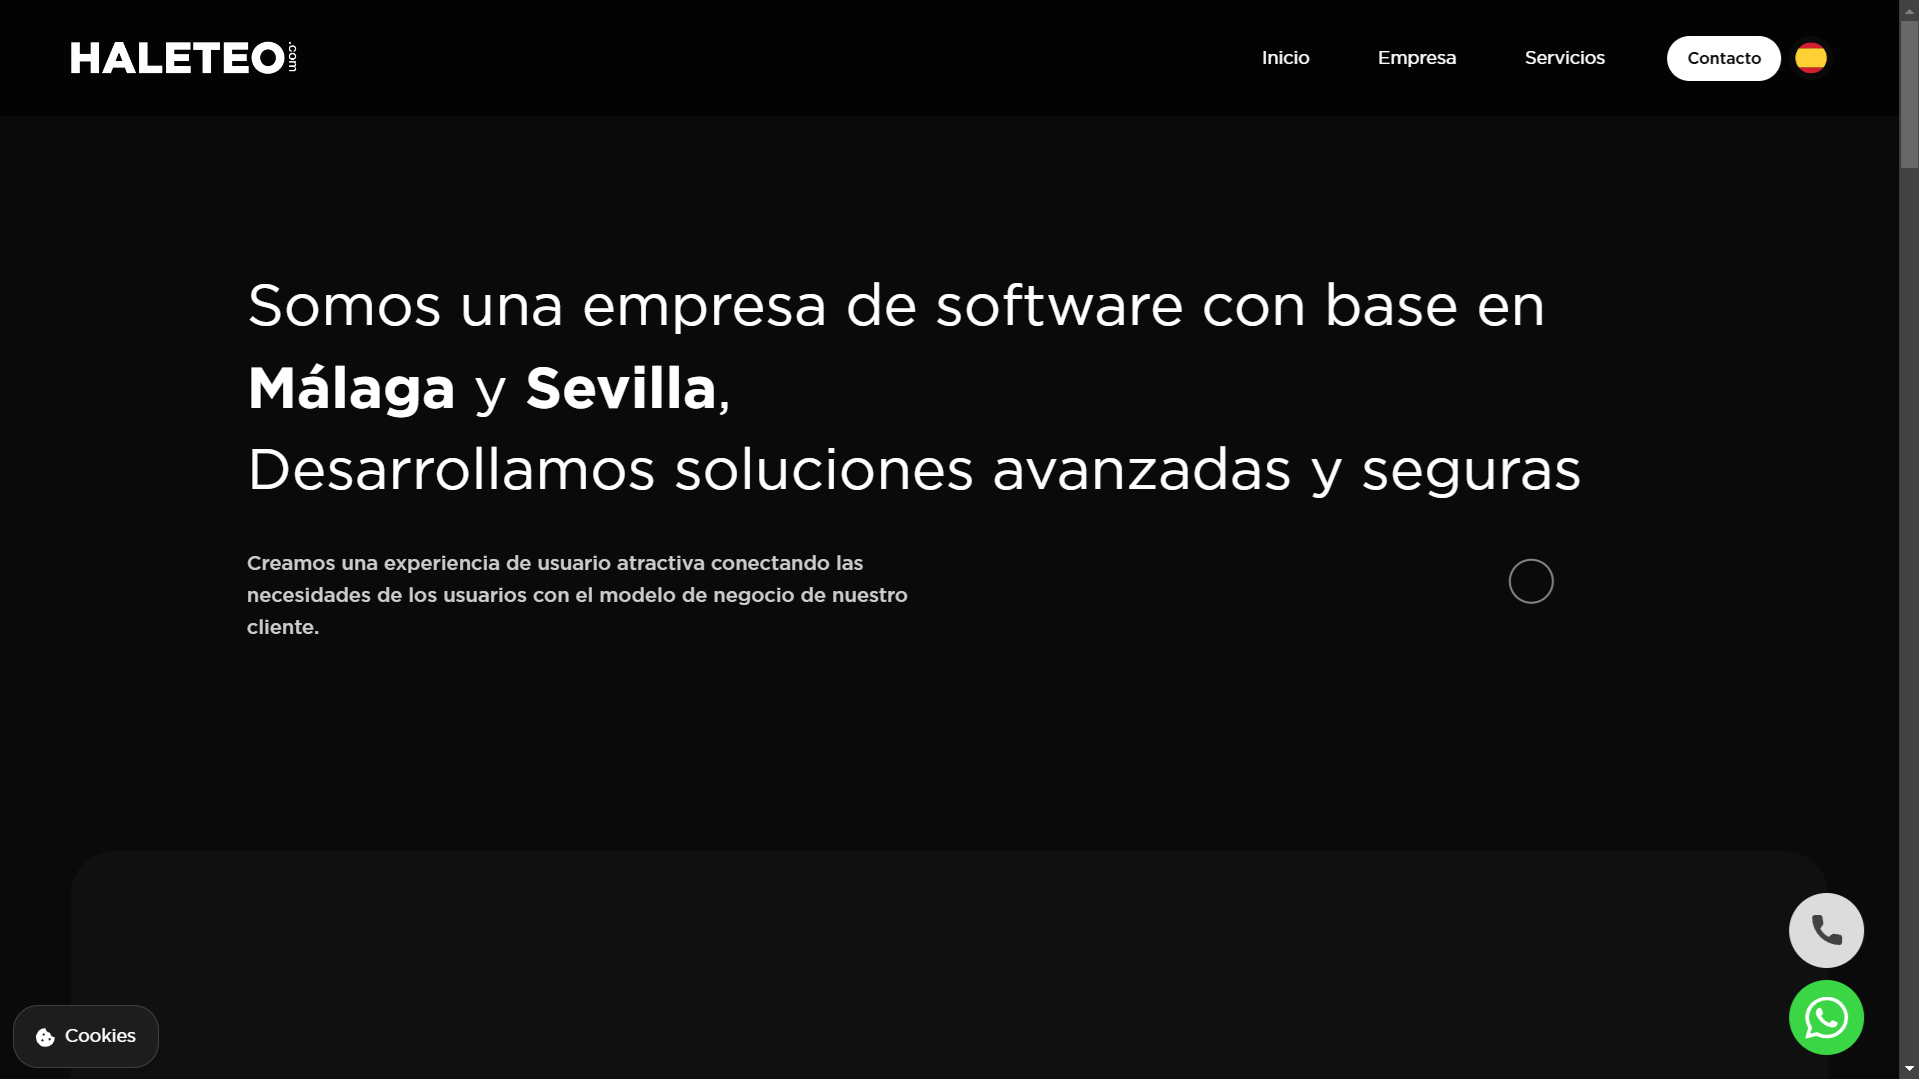 HALETEO.com
Inicio
Empresa
Servicios
Contacto
Somos una empresa de software con base en
Málaga y Sevilla,
Desarrollamos soluciones avanzadas y seguras
Creamos una experiencia de usuario atractiva conectando las
necesidades de los usuarios con el modelo de negocio de nuestro
cliente.
Cookies